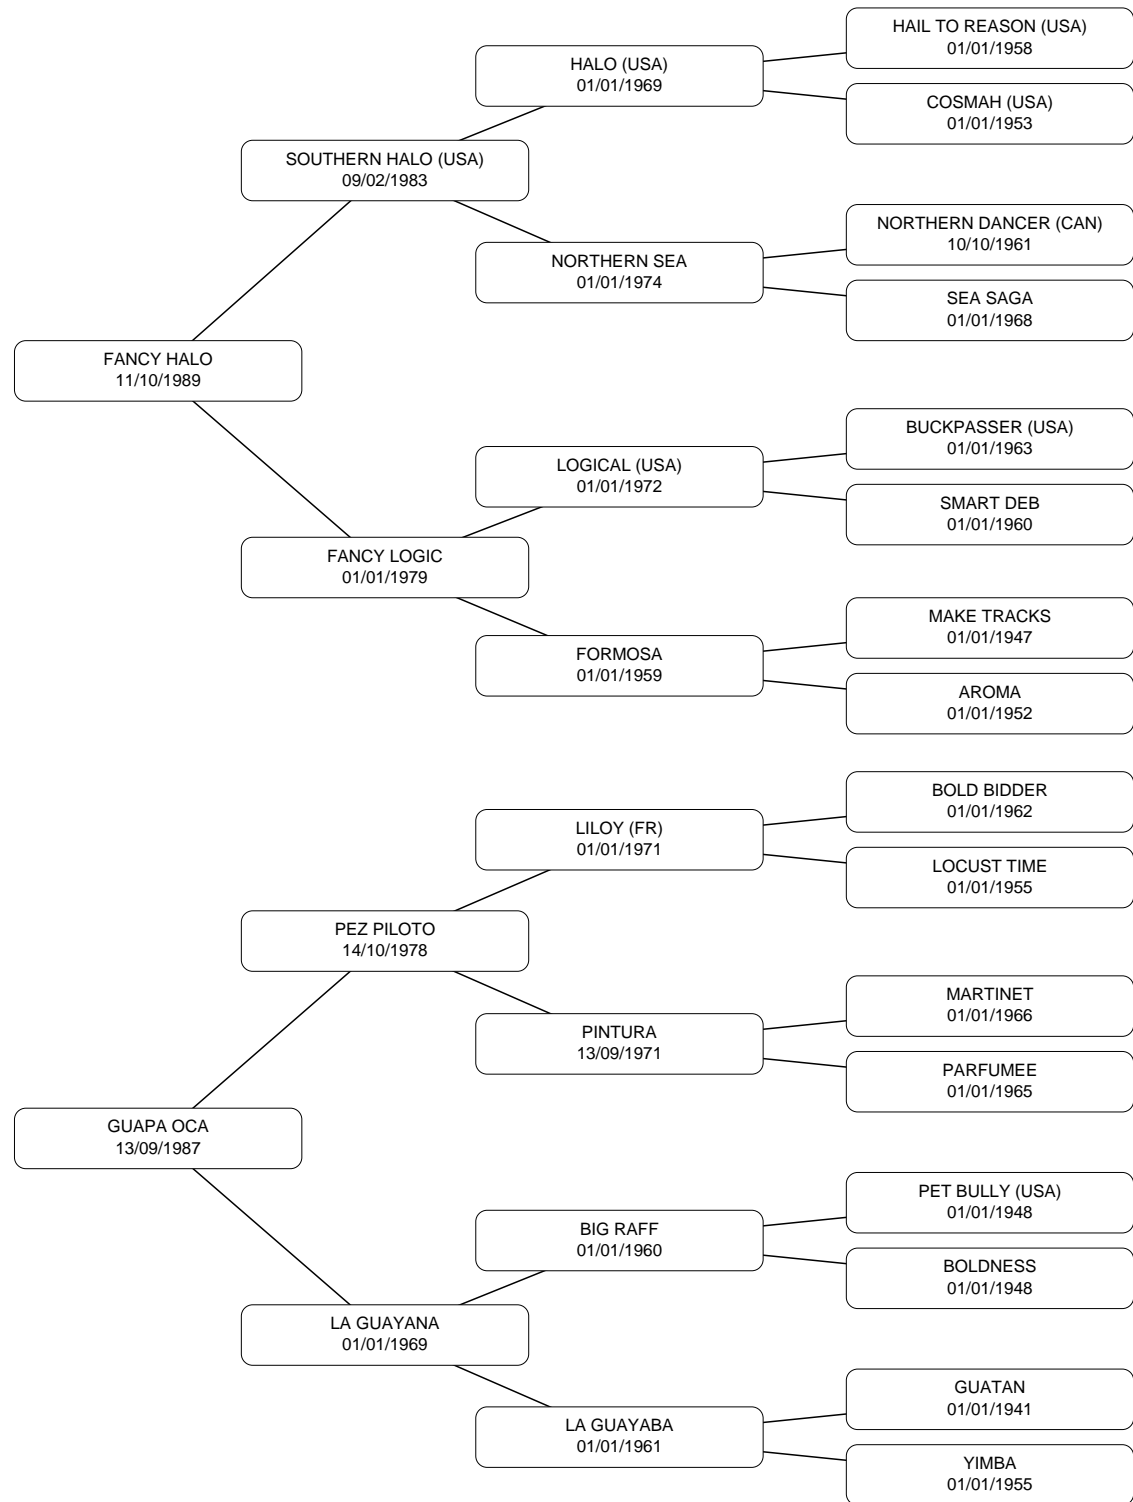 HAIL TO REASON (USA)
01/01/1958
HALO (USA)
01/01/1969
COSMAH (USA)
01/01/1953
SOUTHERN HALO (USA)
09/02/1983
NORTHERN DANCER (CAN)
10/10/1961
NORTHERN SEA
01/01/1974
SEA SAGA
01/01/1968
FANCY HALO
11/10/1989
BUCKPASSER (USA)
01/01/1963
LOGICAL (USA)
01/01/1972
SMART DEB
01/01/1960
FANCY LOGIC
01/01/1979
MAKE TRACKS
01/01/1947
FORMOSA
01/01/1959
AROMA
01/01/1952
BOLD BIDDER
01/01/1962
LILOY (FR)
01/01/1971
LOCUST TIME
01/01/1955
PEZ PILOTO
14/10/1978
MARTINET
01/01/1966
PINTURA
13/09/1971
PARFUMEE
01/01/1965
GUAPA OCA
13/09/1987
PET BULLY (USA)
01/01/1948
BIG RAFF
01/01/1960
BOLDNESS
01/01/1948
LA GUAYANA
01/01/1969
GUATAN
01/01/1941
LA GUAYABA
01/01/1961
YIMBA
01/01/1955